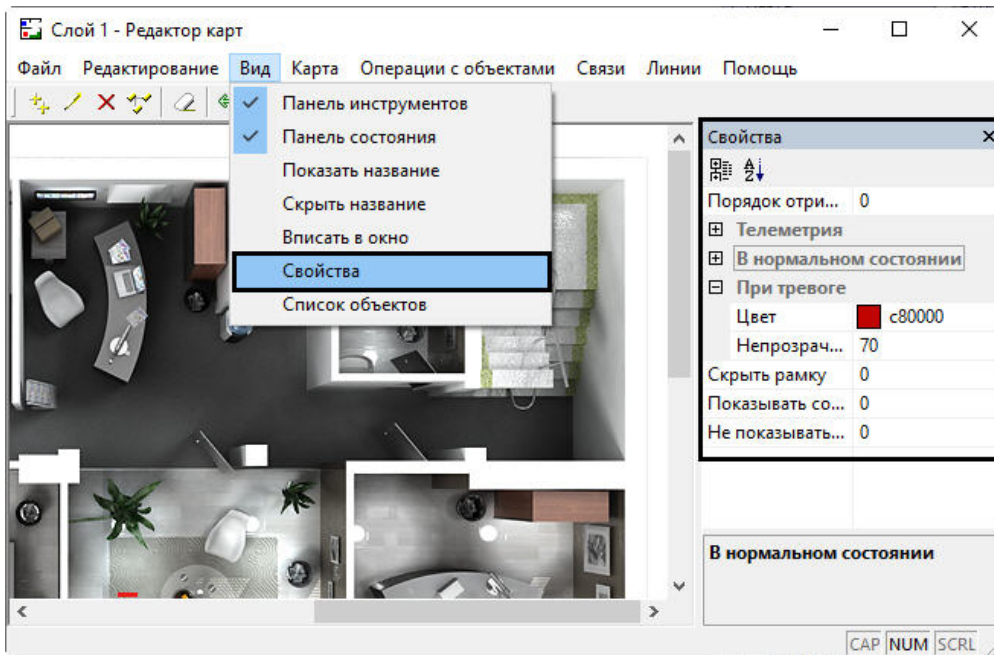 Слой 1 - Редактор карт
Файл Редактирование Вид Карта Операции с объектами Связи Линии Помощь
Панель инструментов
Панель состояния
Показать название
Скрыть название
Вписать в окно
Свойства
Список объектов
Свойства
Порядок отри... 0
Телеметрия
В нормальном состоянии
При тревоге
Цвет c80000
Непрозрач... 70
Скрыть рамку 0
Показывать со... 0
Не показывать... 0
В нормальном состоянии
CAP NUM SCRL